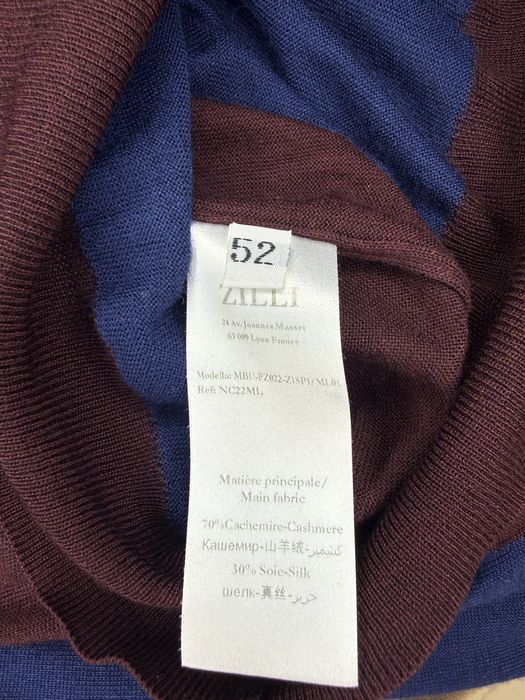 52
ZILLI
24 Av. Joannes Masset
69 009 Lyon France
Modello: MBU-PZ022-Z1SP1/ML01
Ref: NC22ML
Matière principale/
Main fabric
70%Cachemire-Cashmere
Кашемир-山羊绒-كشمير
30% Soie-Silk
шелк-真丝-حرير